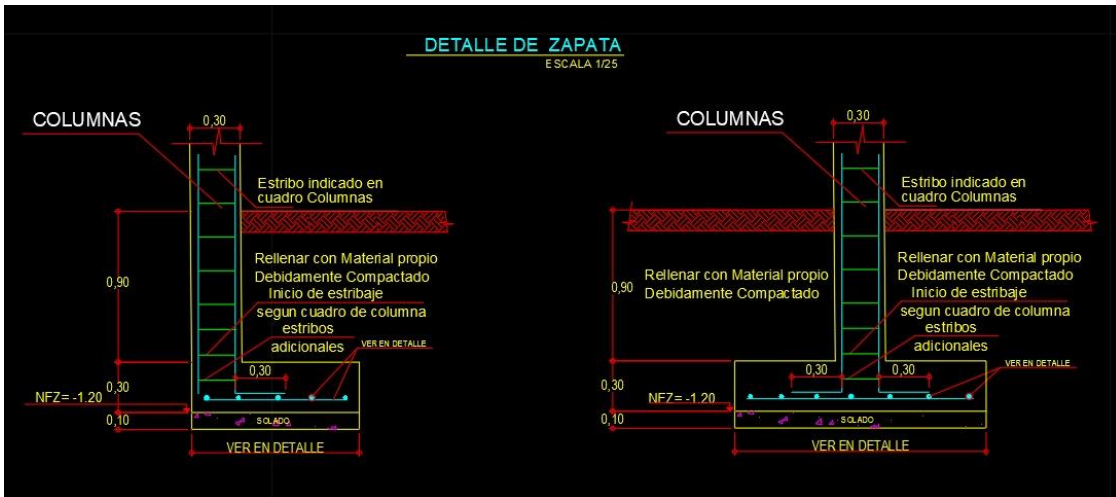 DETALLE DE ZAPATA
ESCALA 1/25
COLUMNAS
0,30
Estribo indicado en
cuadro Columnas
Rellenar con Material propio
Debidamente Compactado
Inicio de estribaje
segun cuadro de columna
estribos
adicionales
VER EN DETALLE
0,90
0,30
0,30
NFZ= -1.20
0,10
SOLADO
VER EN DETALLE
COLUMNAS
0,30
Estribo indicado en
cuadro Columnas
Rellenar con Material propio
Debidamente Compactado
0,90
Rellenar con Material propio
Debidamente Compactado
Inicio de estribaje
segun cuadro de columna
estribos
adicionales
VER EN DETALLE
0,30
0,30
0,30
NFZ= -1.20
0,10
SOLADO
VER EN DETALLE